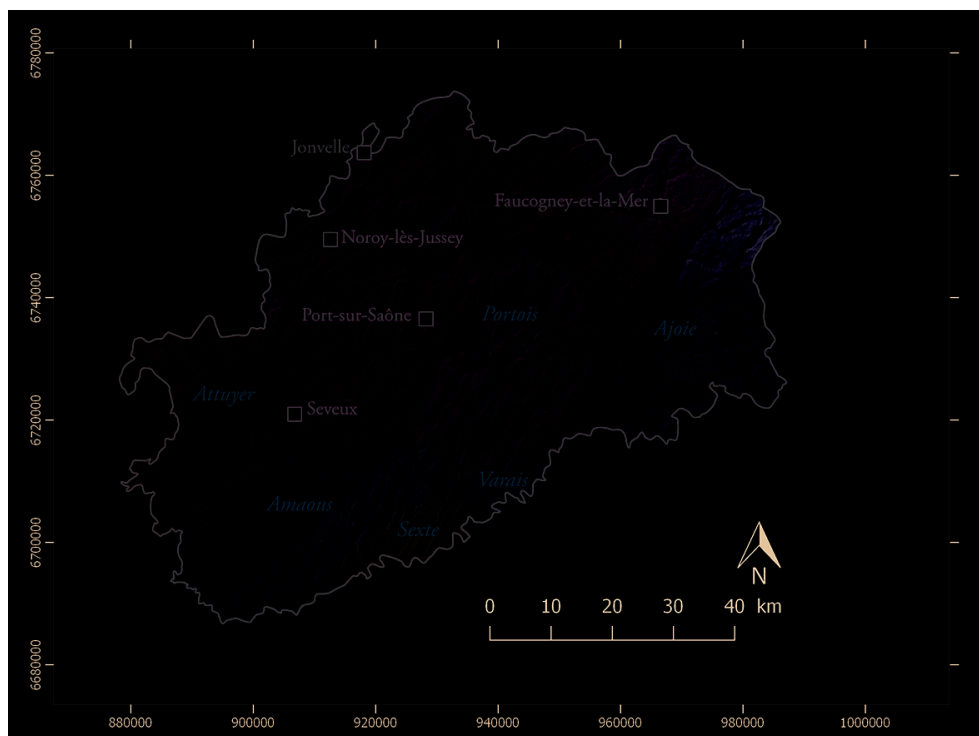 6780000
Jonvelle
6760000
Faucogney-et-la-Mer
Noroy-lès-Jussey
6740000
Port-sur-Saône
Portois
Ajoie
Attuyer
Seveux
6720000
Varais
Amaous
Sexte
6700000
N
0 10 20 30 40 km
6680000
880000 900000 920000 940000 960000 980000 1000000